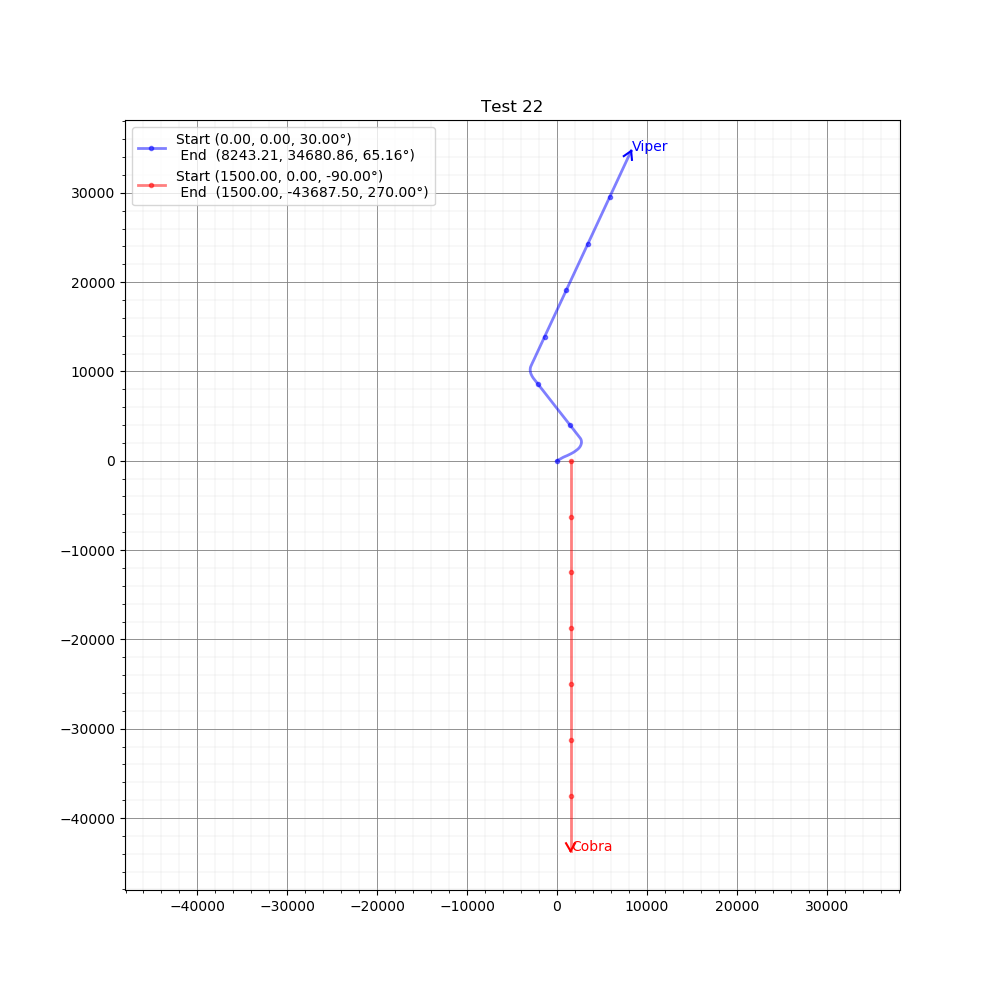 Test 22
Start (0.00, 0.00, 30.00°)
End (8243.21, 34680.86, 65.16°)
Start (1500.00, 0.00, -90.00°)
End (1500.00, -43687.50, 270.00°)
Viper
30000
20000
10000
0
−10000
−20000
−30000
−40000
Cobra
−40000 −30000 −20000 −10000 0 10000 20000 30000